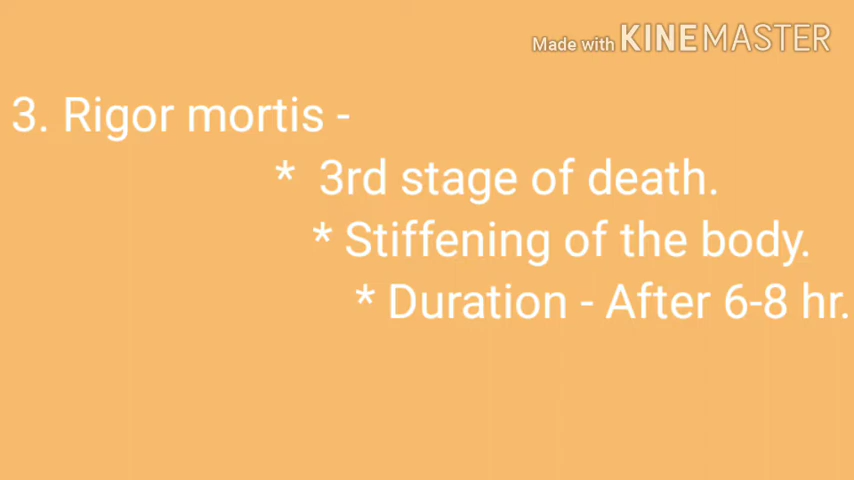 Made with KINEMASTER
3. Rigor mortis -
* 3rd stage of death.
* Stiffening of the body.
* Duration - After 6-8 hr.